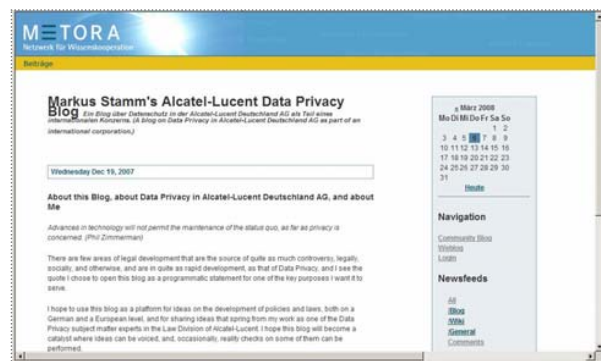 METORA
Netzwerk für Wissenskooperation
Beiträge
Markus Stamm's Alcatel-Lucent Data Privacy
Blog Ein Blog über Datenschutz in der Alcatel-Lucent Deutschland AG als Teil eines
internationalen Konzerns. (A blog on Data Privacy in Alcatel-Lucent Deutschland AG as part of an
international corporation.)
Wednesday Dec 19, 2007
About this Blog, about Data Privacy in Alcatel-Lucent Deutschland AG, and about
Me
Advances in technology will not permit the maintenance of the status quo, as far as privacy is
concerned. (Phil Zimmerman)
There are few areas of legal development that are the source of quite as much controversy, legally,
socially, and otherwise, and are in quite as rapid development, as that of Data Privacy, and I see the
quote I chose to open this blog as a programmatic statement for one of the key purposes I want it to
serve.
I hope to use this blog as a platform for ideas on the development of policies and laws, both on a
German and a European level, and for sharing ideas that spring from my work as one of the Data
Privacy subject matter experts in the Law Division of Alcatel-Lucent. I hope this blog will become a
catalyst where ideas can be voiced, and, occasionally, reality checks on some of them can be
performed.
« März 2008
Mo Di Mi Do Fr Sa So
1 2
3 4 5 6 7 8 9
10 11 12 13 14 15 16
17 18 19 20 21 22 23
24 25 26 27 28 29 30
31
Heute
Navigation
Community Blog
Weblog
Login
Newsfeeds
All
/Blog
/Wiki
/General
Comments